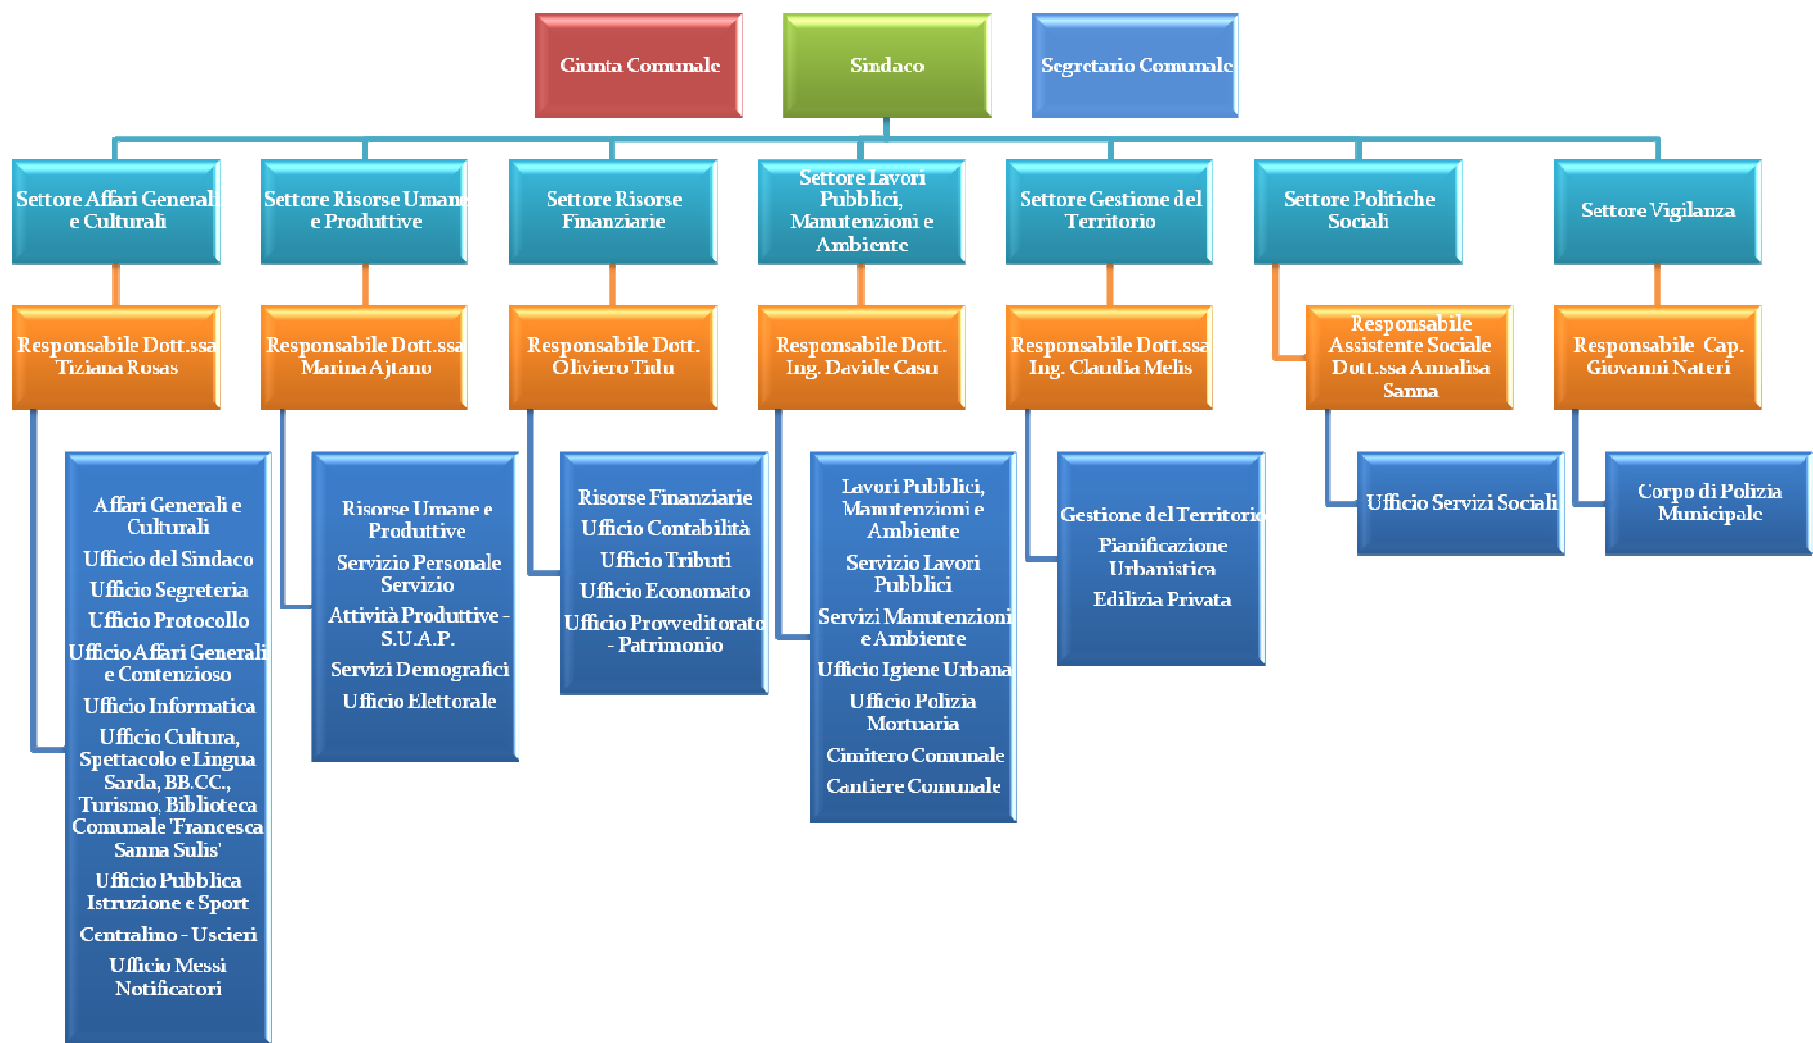 Giunta Comunale
Sindaco
Segretario Comunale
Settore Affari Generali
e Culturali
Settore Risorse Umane
e Produttive
Settore Risorse
Finanziarie
Settore Lavori
Pubblici,
Manutenzioni e
Ambiente
Settore Gestione del
Territorio
Settore Politiche
Sociali
Settore Vigilanza
Responsabile Dott.ssa
Tiziana Rosas
Responsabile Dott.ssa
Marina Ajtano
Responsabile Dott.
Oliviero Tidu
Responsabile Dott.
Ing. Davide Casu
Responsabile Dott.ssa
Ing. Claudia Melis
Responsabile
Assistente Sociale
Dott.ssa Annalisa
Sanna
Responsabile Cap.
Giovanni Nateri
Affari Generali e
Culturali
Ufficio del Sindaco
Ufficio Segreteria
Ufficio Protocollo
Ufficio Affari Generali
e Contenzioso
Ufficio Informatica
Ufficio Cultura,
Spettacolo e Lingua
Sarda, BB.CC.,
Turismo, Biblioteca
Comunale 'Francesca
Sanna Sulis'
Ufficio Pubblica
Istruzione e Sport
Centralino - Uscieri
Ufficio Messi
Notificatori
Risorse Umane e
Produttive
Servizio Personale
Servizio
Attività Produttive -
S.U.A.P.
Servizi Demografici
Ufficio Elettorale
Risorse Finanziarie
Ufficio Contabilità
Ufficio Tributi
Ufficio Economato
Ufficio Provveditorato
- Patrimonio
Lavori Pubblici,
Manutenzioni e
Ambiente
Servizio Lavori
Pubblici
Servizi Manutenzioni
e Ambiente
Ufficio Igiene Urbana
Ufficio Polizia
Mortuaria
Cimitero Comunale
Cantiere Comunale
Gestione del Territorio
Pianificazione
Urbanistica
Edilizia Privata
Ufficio Servizi Sociali
Corpo di Polizia
Municipale